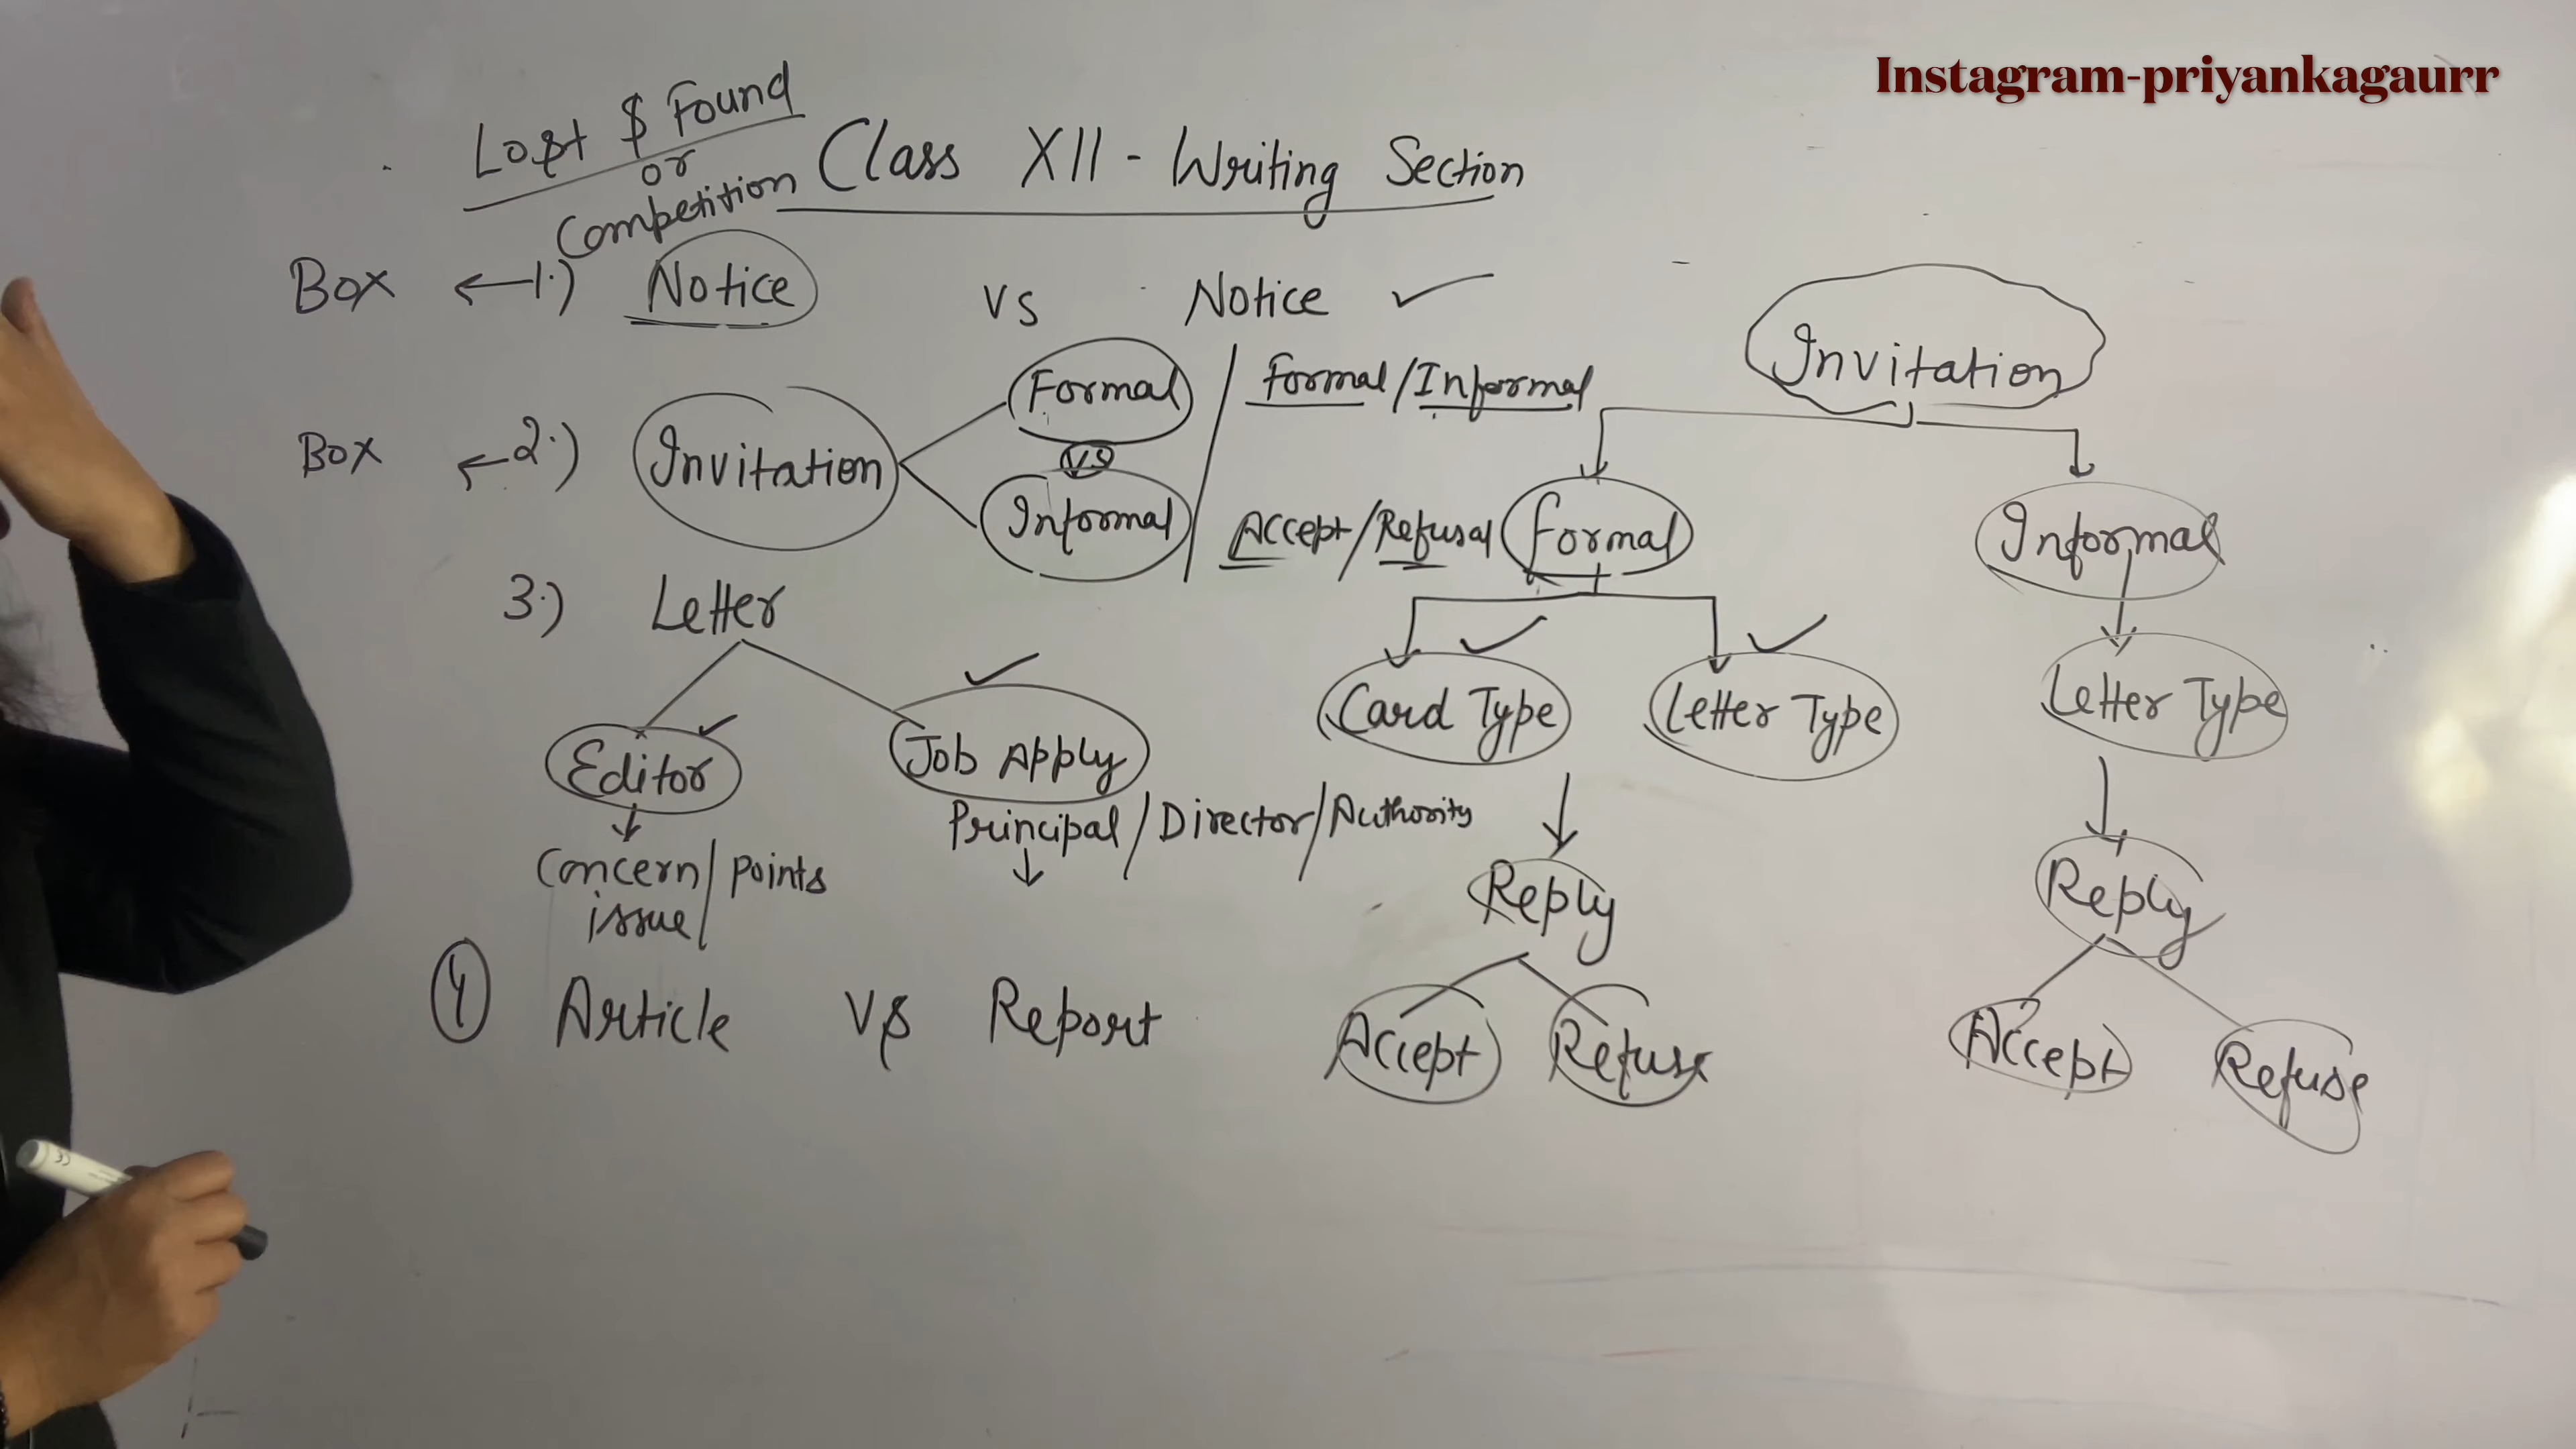 Instagram-priyankagaurr
Lost $ Found
or
Competition
Class XII - Writing Section
Box ← 1.) Notice vs Notice ✓
Box ← 2.) Invitation
Formal
vs
Informal
Formal / Informal
Accept / Refusal
3.) Letter
Editor ✓
Job Apply ✓
Concern / Points
issue
Principal / Director / Authority
4 Article Vs Report
Invitation
Formal
Informal
Card Type ✓
Letter Type ✓
Letter Type
Reply
Reply
Accept
Refuse
Accept
Refuse